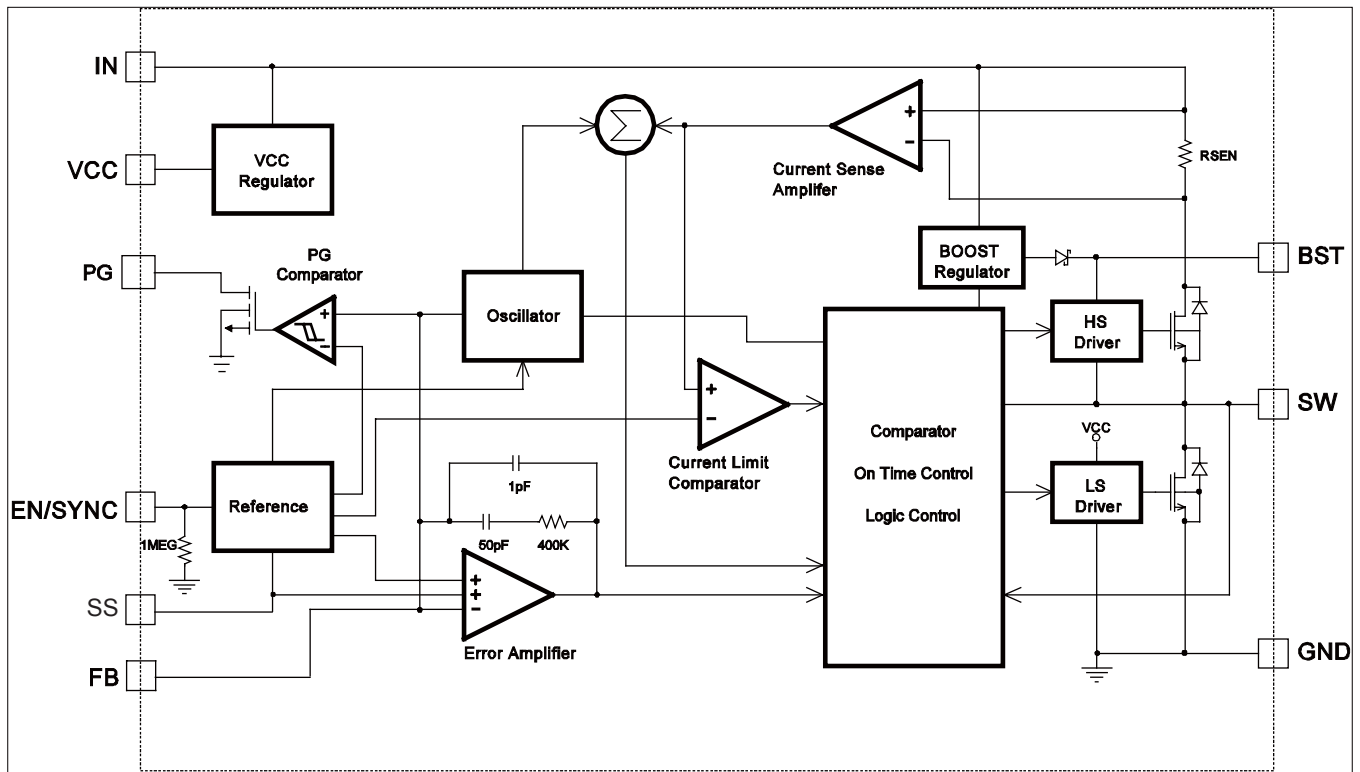 IN
VCC
VCC
Regulator
Σ
+
-
Current Sense
Amplifer
RSEN
BOOST
Regulator
BST
PG
PG
Comparator
+
-
Oscillator
HS
Driver
+
-
Current Limit
Comparator
Comparator
On Time Control
Logic Control
SW
VCC
LS
Driver
EN/SYNC
1MEG
Reference
1pF
50pF
400K
SS
+
+
-
Error Amplifier
FB
GND